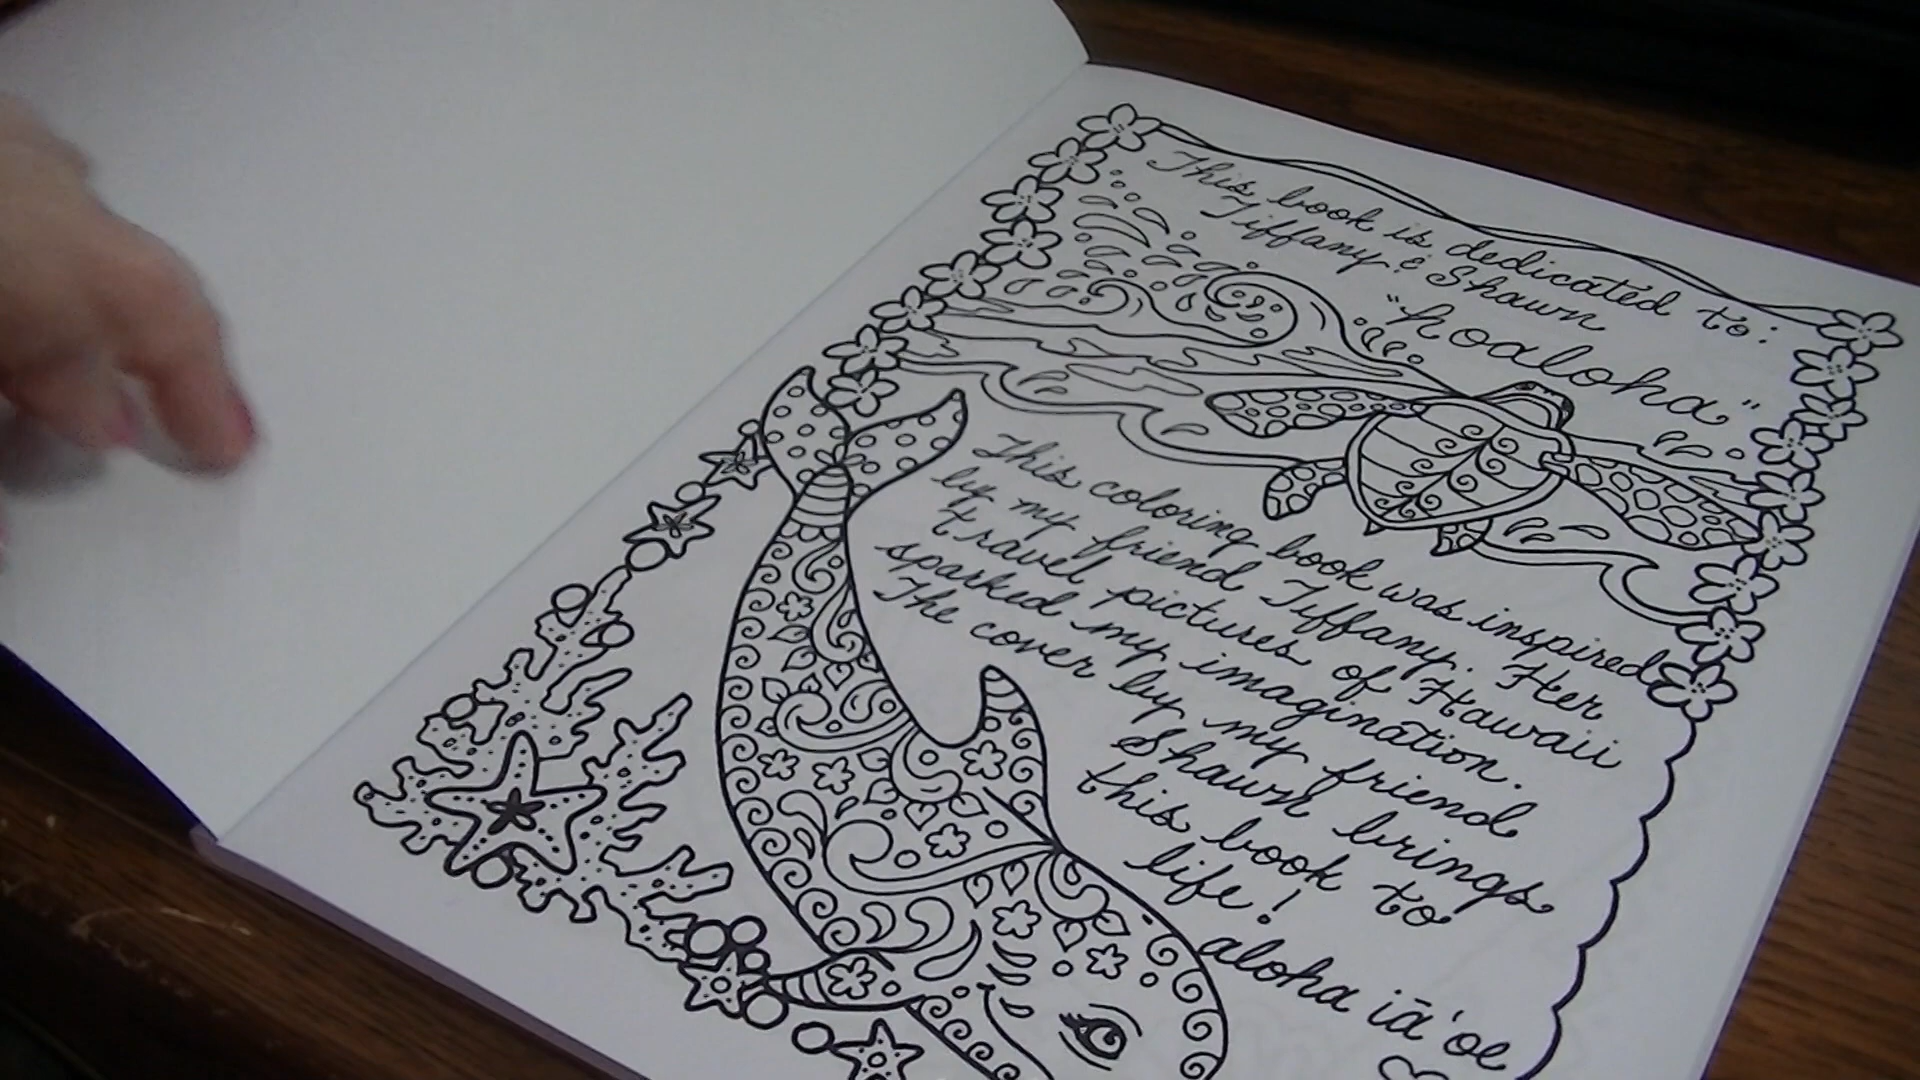 This book is dedicated to:
Tiffany & Shawn
"hoaloha"
This coloring book was inspired
by my friend Tiffany. Her
travel pictures of Hawaii
sparked my imagination.
The cover by my friend
Shawn brings
this book to
life!
aloha iā'oe